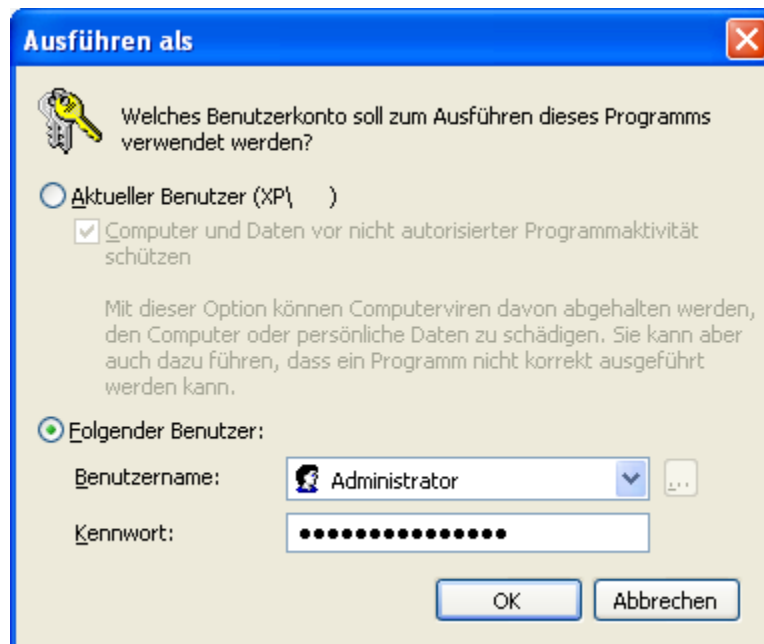 Ausführen als
Welches Benutzerkonto soll zum Ausführen dieses Programms
verwendet werden?
Aktueller Benutzer (XP\ )
Computer und Daten vor nicht autorisierter Programmaktivität
schützen
Mit dieser Option können Computerviren davon abgehalten werden,
den Computer oder persönliche Daten zu schädigen. Sie kann aber
auch dazu führen, dass ein Programm nicht korrekt ausgeführt
werden kann.
Folgender Benutzer:
Benutzername: Administrator ...
Kennwort: ●●●●●●●●●●●●●●●
OK Abbrechen